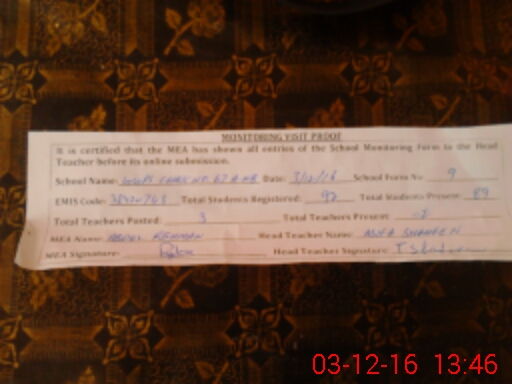 MONITORING VISIT PROOF
It is certified that the MEA has shown all entries of the School Monitoring Form to the Head
Teacher before its online submission.
School Name: Date: 3/12/16 School Form No 9
EMIS Code: Total Students Registered: 92 Total Students Present: 89
Total Teachers Posted: 3 Total Teachers Present
MEA Name: ABDUL REHMAN Head Teacher Name: SHAHEEN
MEA Signature: Head Teacher Signature:
03-12-16 13:46